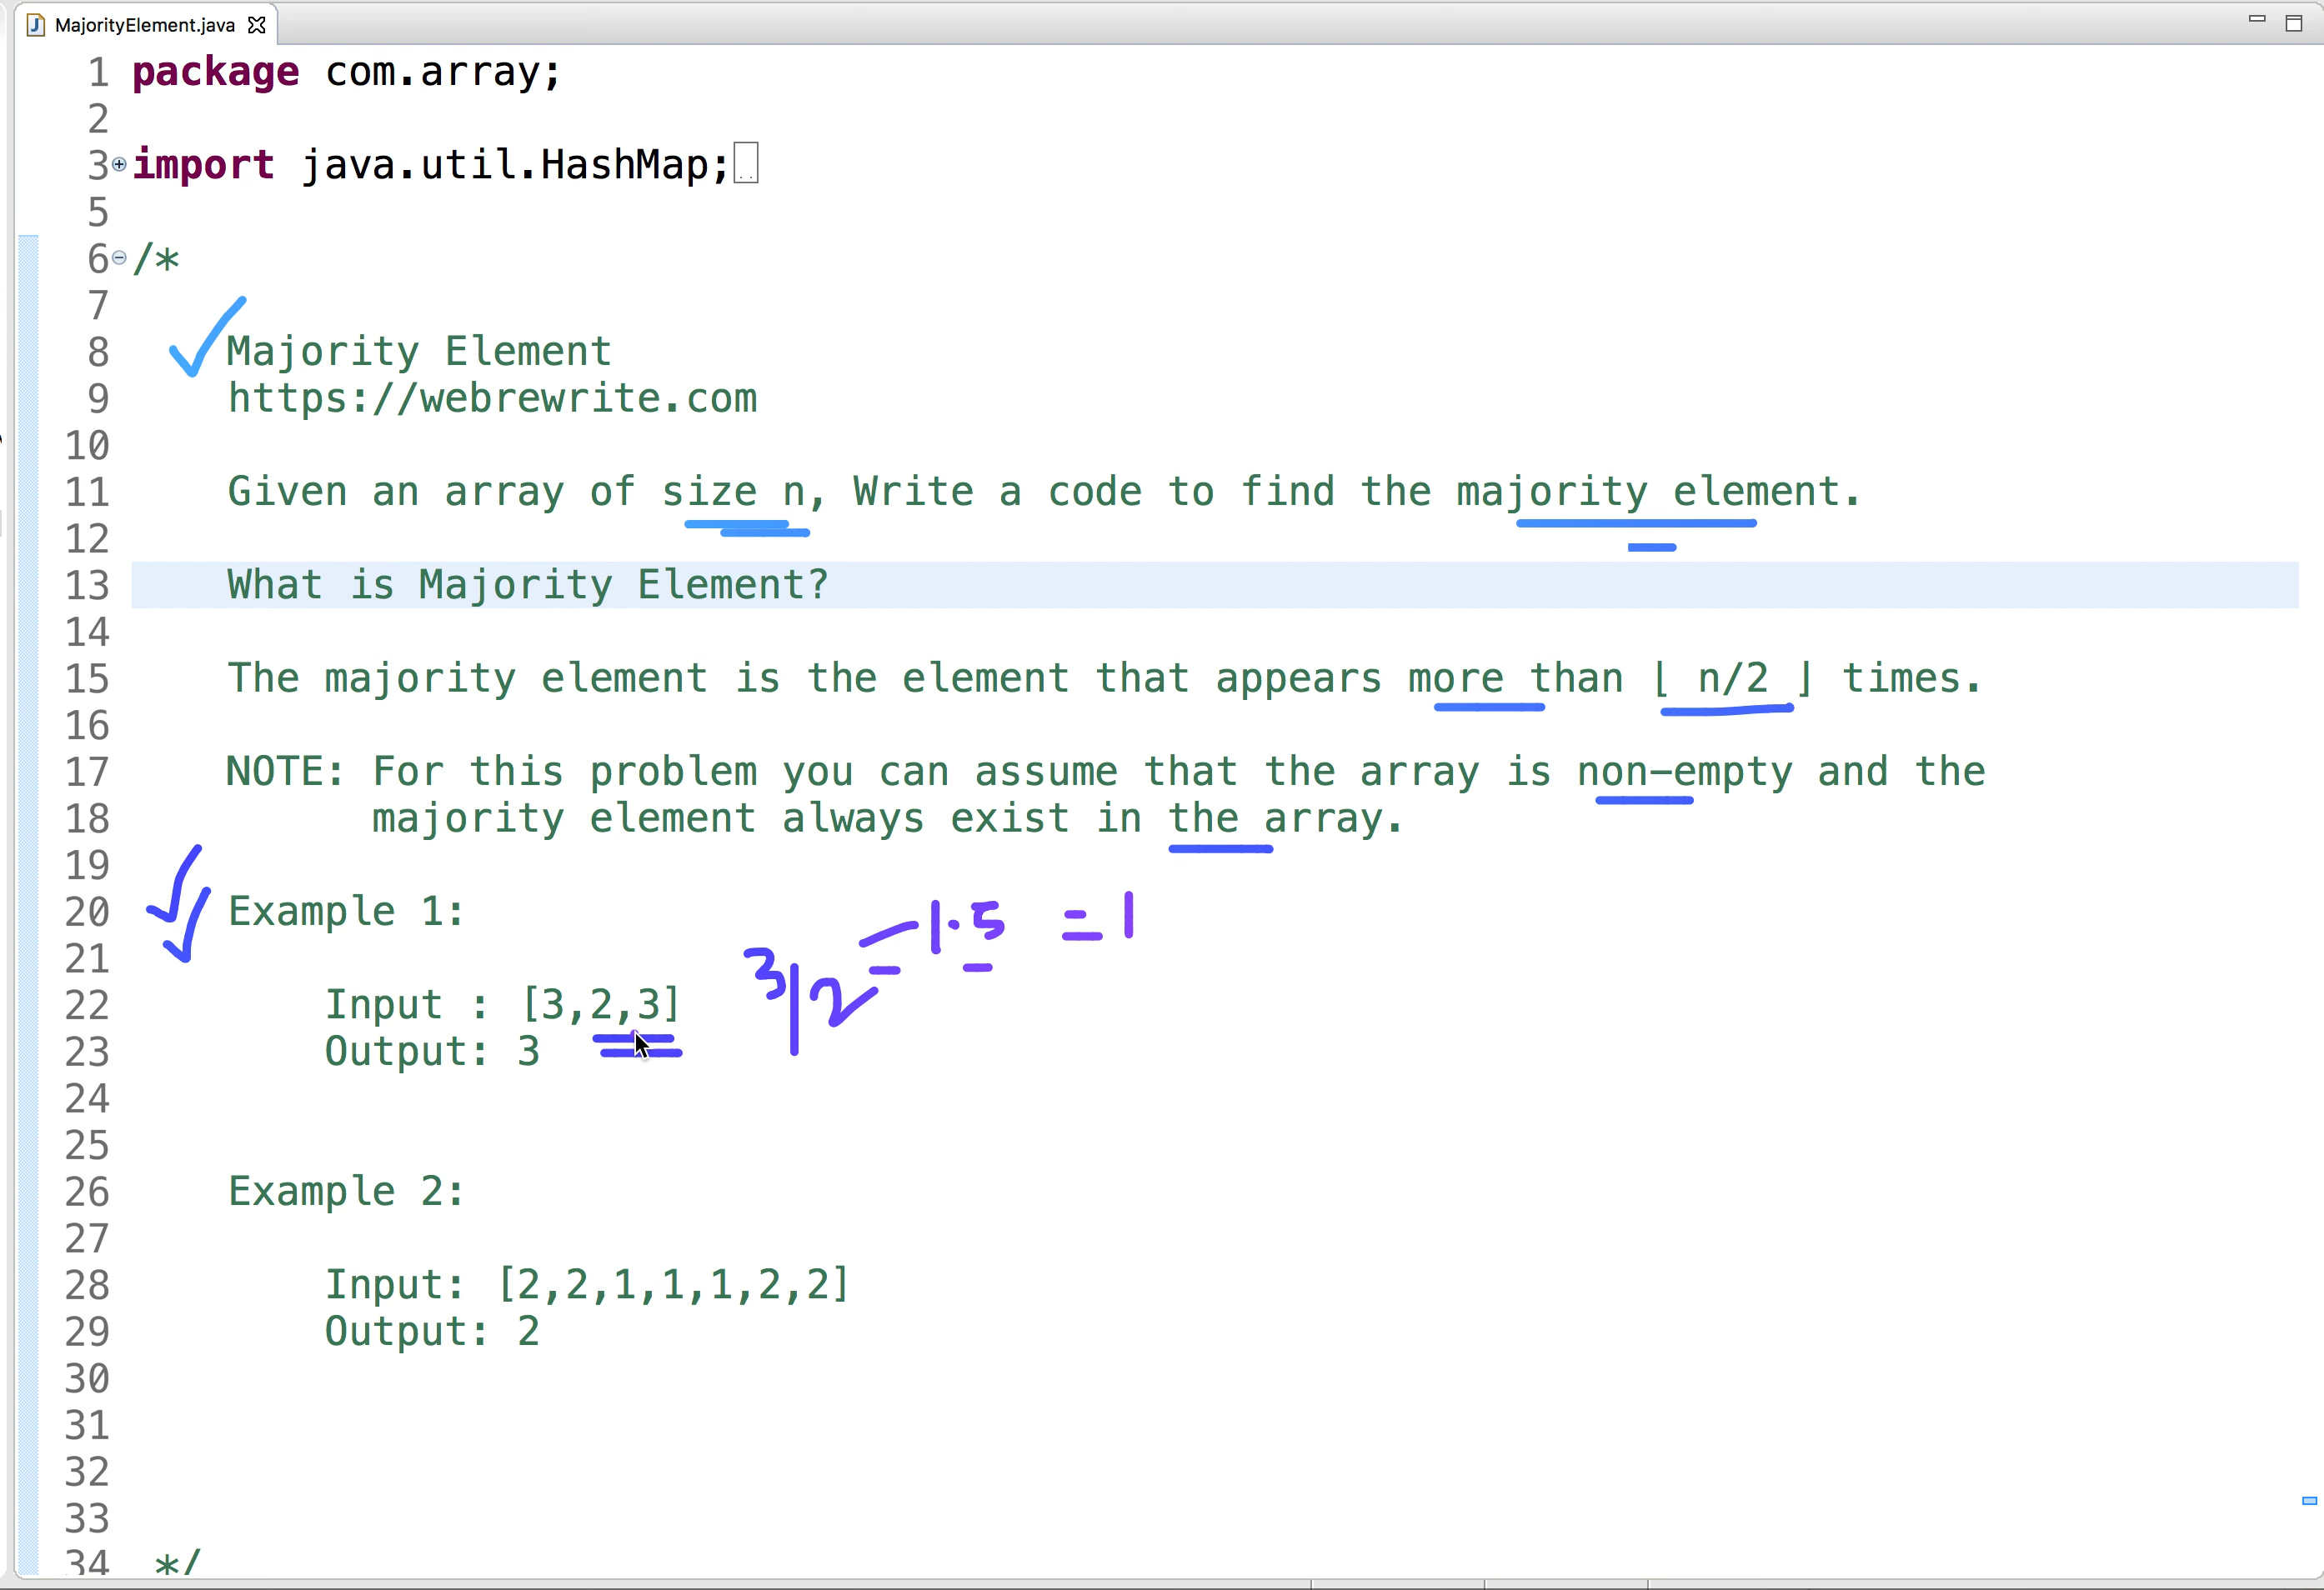 MajorityElement.java
1 package com.array;
2
3 import java.util.HashMap;
5
6 /*
7
8 Majority Element
9 https://webrewrite.com
10
11 Given an array of size n, Write a code to find the majority element.
12
13 What is Majority Element?
14
15 The majority element is the element that appears more than ⌊ n/2 ⌋ times.
16
17 NOTE: For this problem you can assume that the array is non-empty and the
18 majority element always exist in the array.
19
20 Example 1:
1.5 = 1
21
3/2
22 Input : [3,2,3]
23 Output: 3
24
25
26 Example 2:
27
28 Input: [2,2,1,1,1,2,2]
29 Output: 2
30
31
32
33
34 */